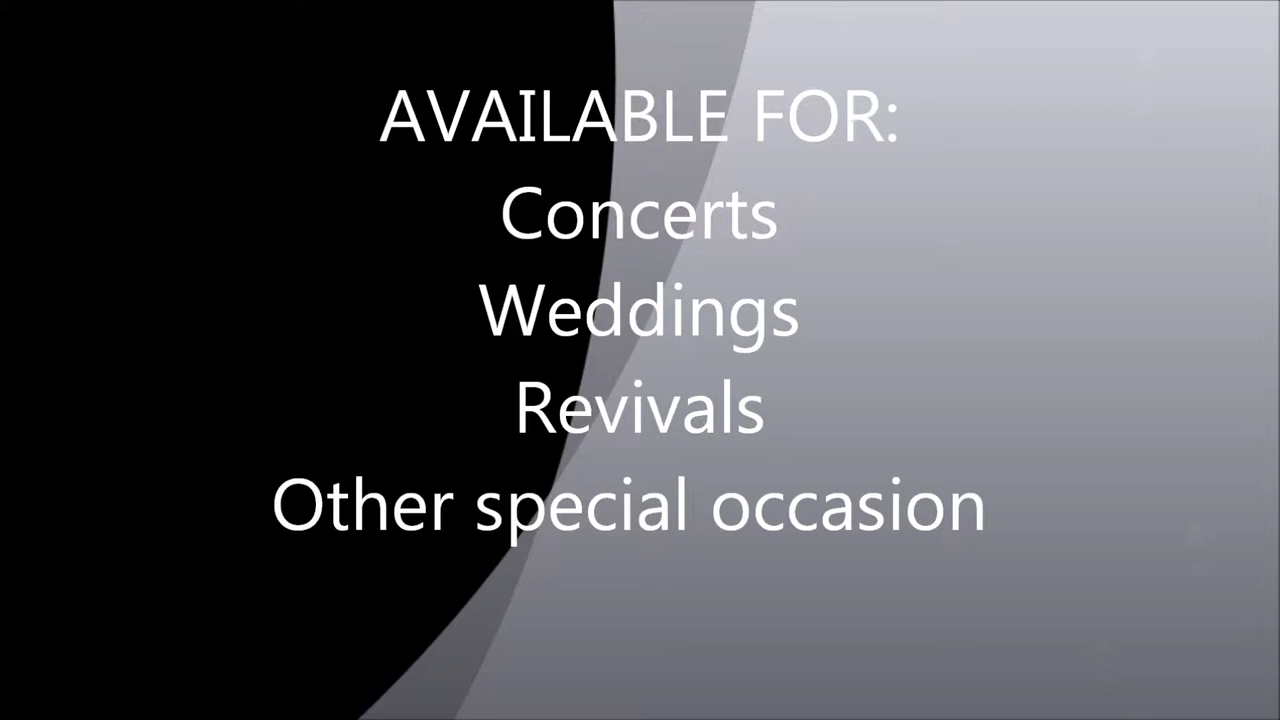 AVAILABLE FOR:
Concerts
Weddings
Revivals
Other special occasion